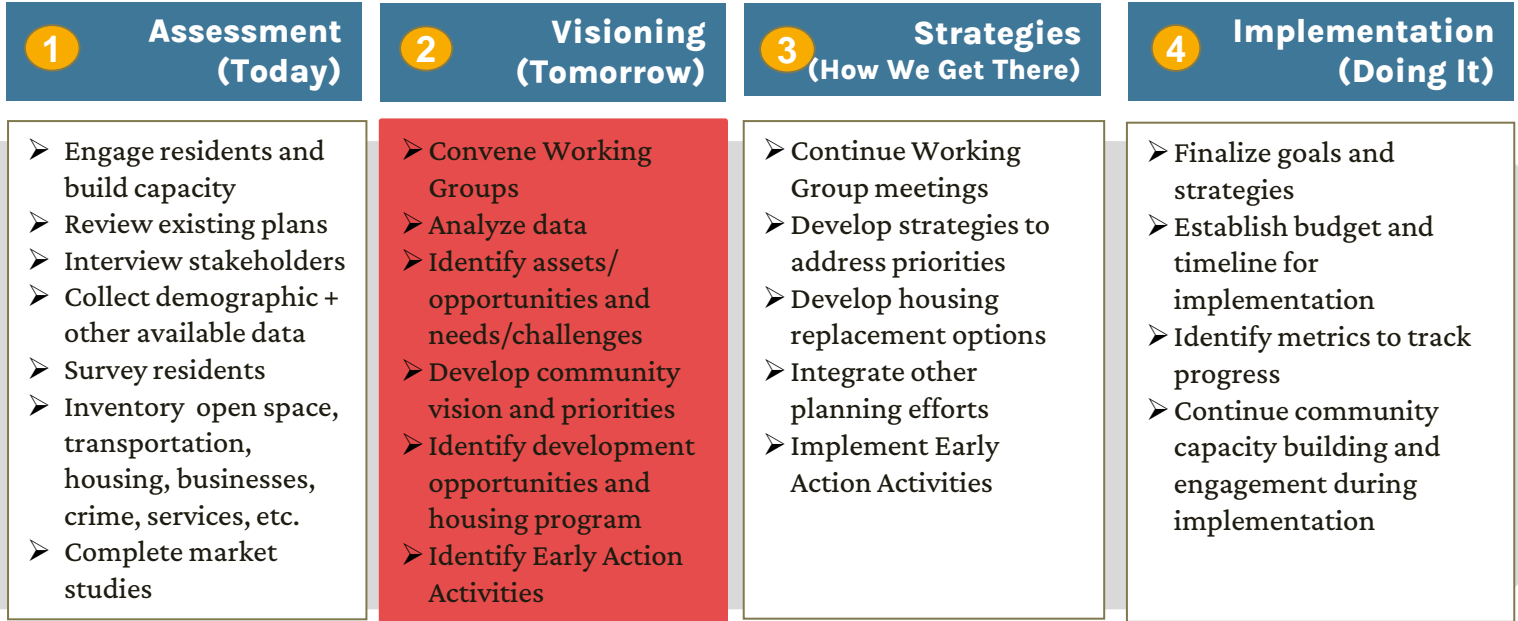 1
Assessment
(Today)
➢ Engage residents and
build capacity
➢ Review existing plans
➢ Interview stakeholders
➢ Collect demographic +
other available data
➢ Survey residents
➢ Inventory open space,
transportation,
housing, businesses,
crime, services, etc.
➢ Complete market
studies
2
Visioning
(Tomorrow)
➢ Convene Working
Groups
➢ Analyze data
➢ Identify assets/
opportunities and
needs/challenges
➢ Develop community
vision and priorities
➢ Identify development
opportunities and
housing program
➢ Identify Early Action
Activities
3
Strategies
(How We Get There)
➢ Continue Working
Group meetings
➢ Develop strategies to
address priorities
➢ Develop housing
replacement options
➢ Integrate other
planning efforts
➢ Implement Early
Action Activities
4
Implementation
(Doing It)
➢ Finalize goals and
strategies
➢ Establish budget and
timeline for
implementation
➢ Identify metrics to track
progress
➢ Continue community
capacity building and
engagement during
implementation